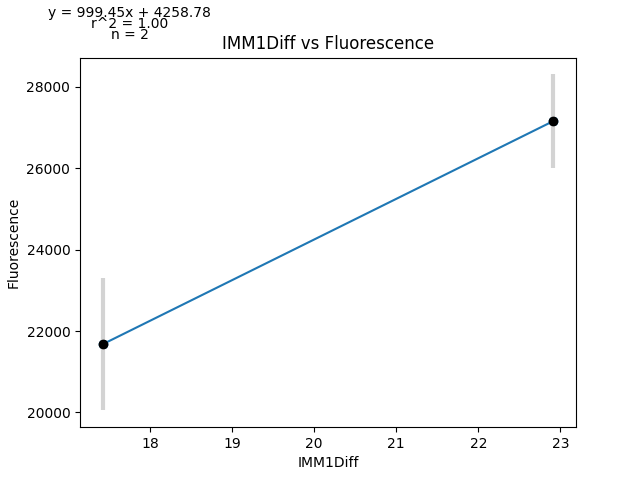 y = 999.45x + 4258.78
r^2 = 1.00
n = 2
IMM1Diff vs Fluorescence
28000
26000
24000
22000
20000
Fluorescence
18 19 20 21 22 23
IMM1Diff